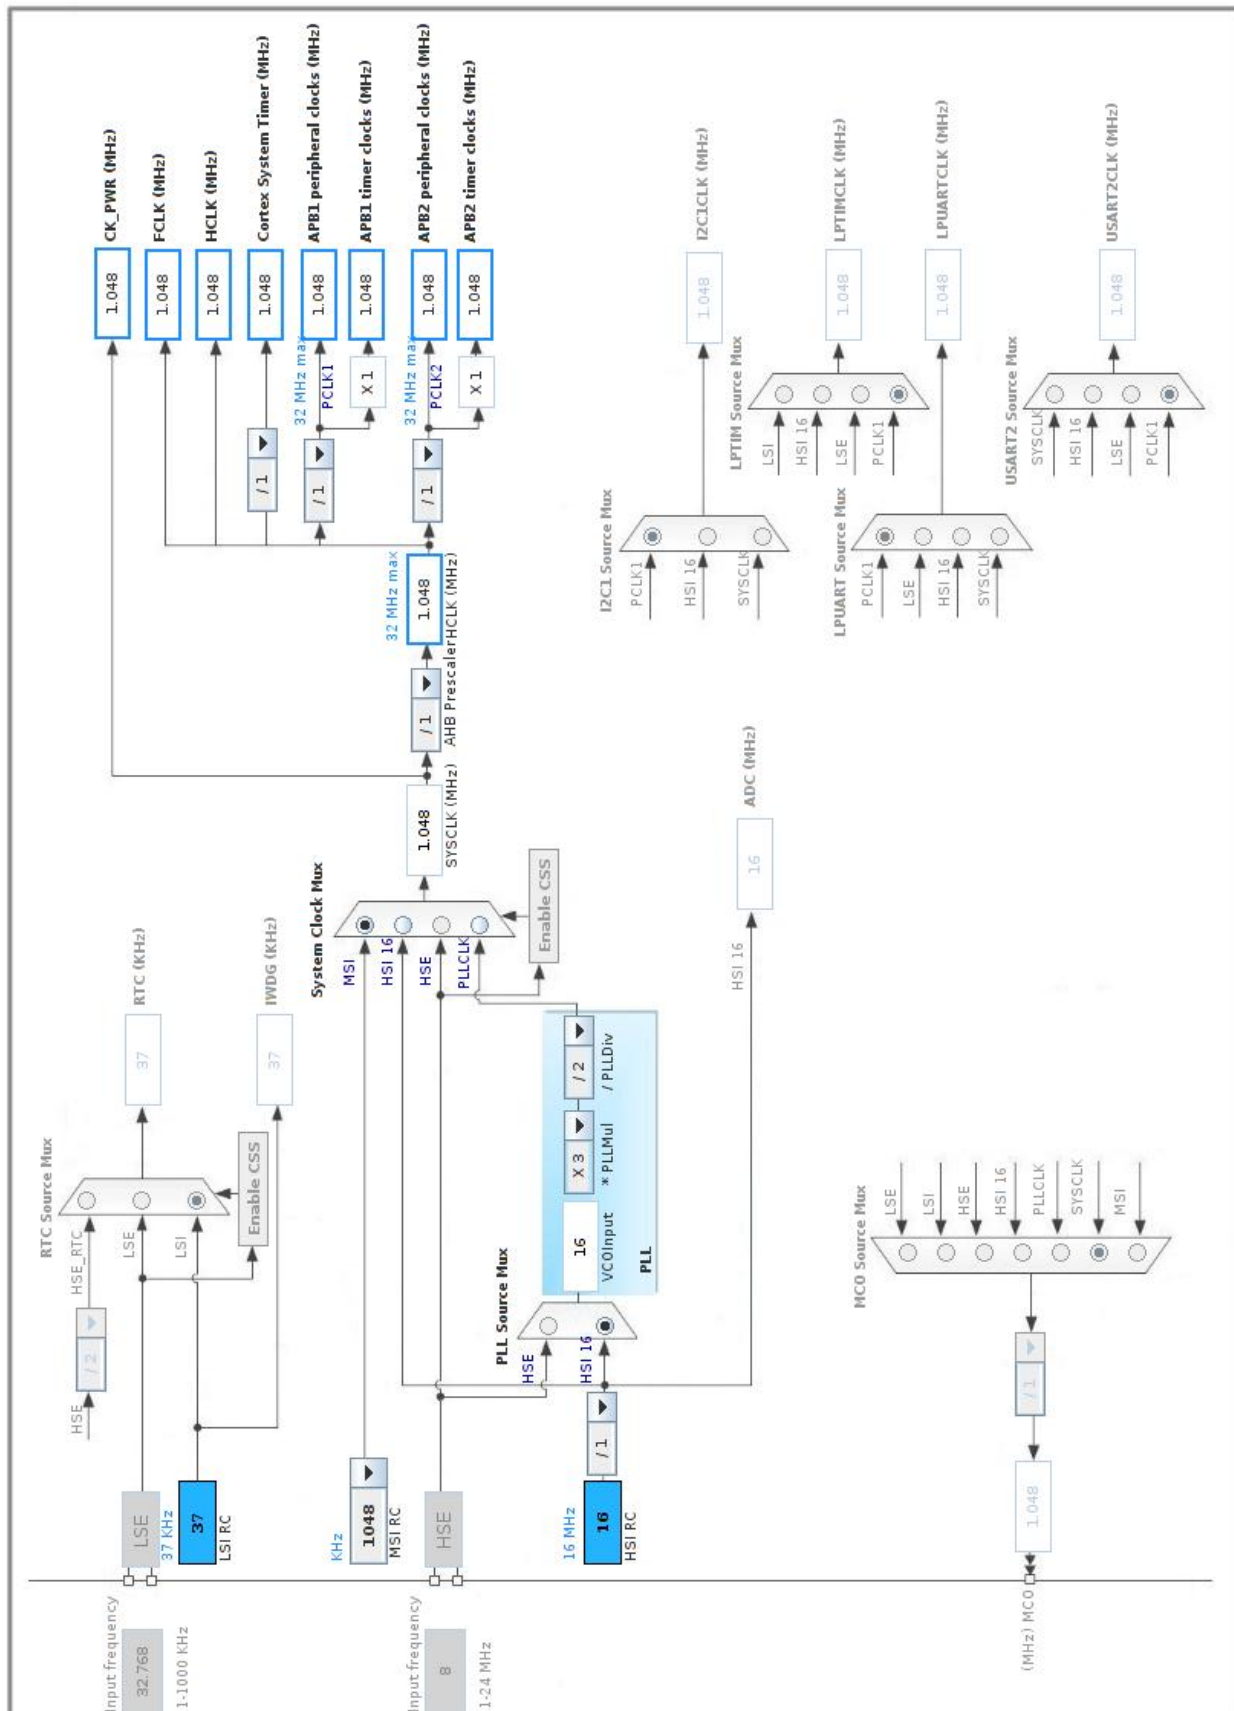 Input frequency
32.768
1-1000 KHz
LSE
37 KHz
37
LSI RC
HSE
/ 2
HSE_RTC
LSE
LSI
RTC Source Mux
Enable CSS
37
RTC (KHz)
37
IWDG (KHz)
KHz
1048
MSI RC
Input frequency
8
1-24 MHz
HSE
16 MHz
16
HSI RC
/ 1
PLL Source Mux
HSE
HSI 16
16
VCOInput
X 3
* PLLMul
/ 2
/ PLLDiv
PLL
System Clock Mux
MSI
HSI 16
HSE
PLLCLK
Enable CSS
1.048
SYSCLK (MHz)
/ 1
AHB Prescaler
32 MHz max
1.048
HCLK (MHz)
1.048
CK_PWR (MHz)
1.048
FCLK (MHz)
1.048
HCLK (MHz)
/ 1
1.048
Cortex System Timer (MHz)
/ 1
32 MHz max
PCLK1
1.048
APB1 peripheral clocks (MHz)
X 1
1.048
APB1 timer clocks (MHz)
/ 1
32 MHz max
PCLK2
1.048
APB2 peripheral clocks (MHz)
X 1
1.048
APB2 timer clocks (MHz)
HSI 16
16
ADC (MHz)
I2C1 Source Mux
PCLK1
HSI 16
SYSCLK
1.048
I2C1CLK (MHz)
LPTIM Source Mux
LSI
HSI 16
LSE
PCLK1
1.048
LPTIMCLK (MHz)
LPUART Source Mux
PCLK1
LSE
HSI 16
SYSCLK
1.048
LPUARTCLK (MHz)
USART2 Source Mux
SYSCLK
HSI 16
LSE
PCLK1
1.048
USART2CLK (MHz)
MCO Source Mux
LSE
LSI
HSE
HSI 16
PLLCLK
SYSCLK
MSI
/ 1
1.048
(MHz) MCO